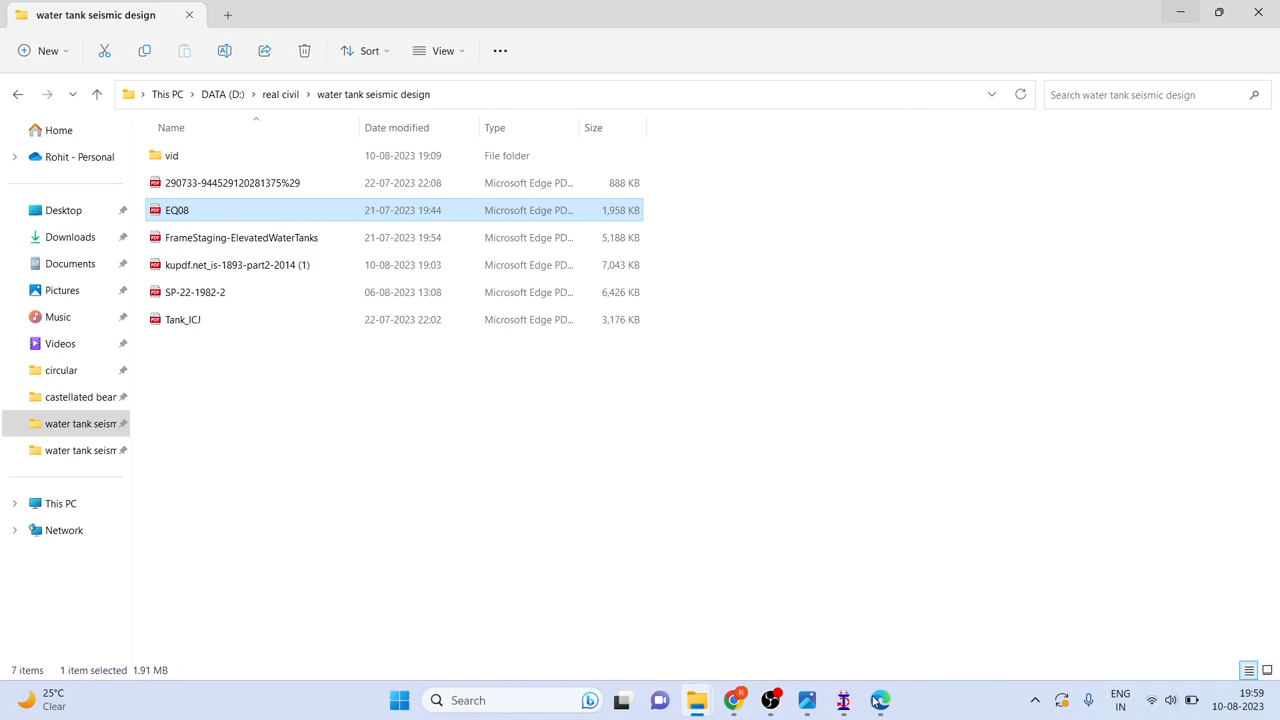 water tank seismic design
New
Sort
View
This PC
DATA (D:)
real civil
water tank seismic design
Search water tank seismic design
Name
Date modified
Type
Size
vid
10-08-2023 19:09
File folder
290733-944529120281375%29
22-07-2023 22:08
Microsoft Edge PD...
888 KB
EQ08
21-07-2023 19:44
Microsoft Edge PD...
1,958 KB
FrameStaging-ElevatedWaterTanks
21-07-2023 19:54
Microsoft Edge PD...
5,188 KB
kupdf.net_is-1893-part2-2014 (1)
10-08-2023 19:03
Microsoft Edge PD...
7,043 KB
SP-22-1982-2
06-08-2023 13:08
Microsoft Edge PD...
6,426 KB
Tank_ICJ
22-07-2023 22:02
Microsoft Edge PD...
3,176 KB
Home
Rohit - Personal
Desktop
Downloads
Documents
Pictures
Music
Videos
circular
castellated bear
water tank seism
water tank seism
This PC
Network
7 items
1 item selected
1.91 MB
25°C
Clear
Search
ENG
IN
19:59
10-08-2023